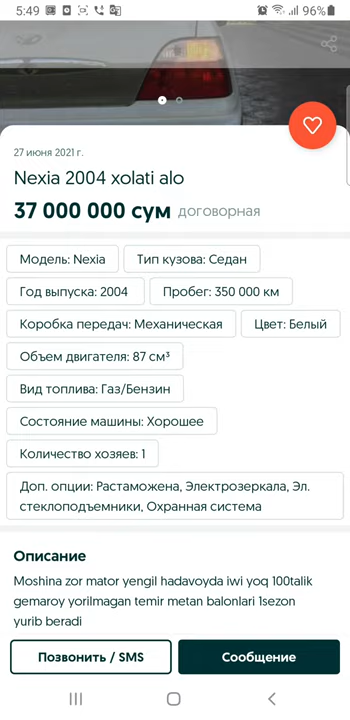 5:49 96%
27 июня 2021 г.
Nexia 2004 xolati alo
37 000 000 сум договорная
Модель: Nexia Тип кузова: Седан
Год выпуска: 2004 Пробег: 350 000 км
Коробка передач: Механическая Цвет: Белый
Объем двигателя: 87 см³
Вид топлива: Газ/Бензин
Состояние машины: Хорошее
Количество хозяев: 1
Доп. опции: Растаможена, Электрозеркала, Эл.
стеклоподъемники, Охранная система
Описание
Moshina zor mator yengil hadavoyda iwi yoq 100talik
gemaroy yorilmagan temir metan balonlari 1sezon
yurib beradi
Позвонить / SMS Сообщение